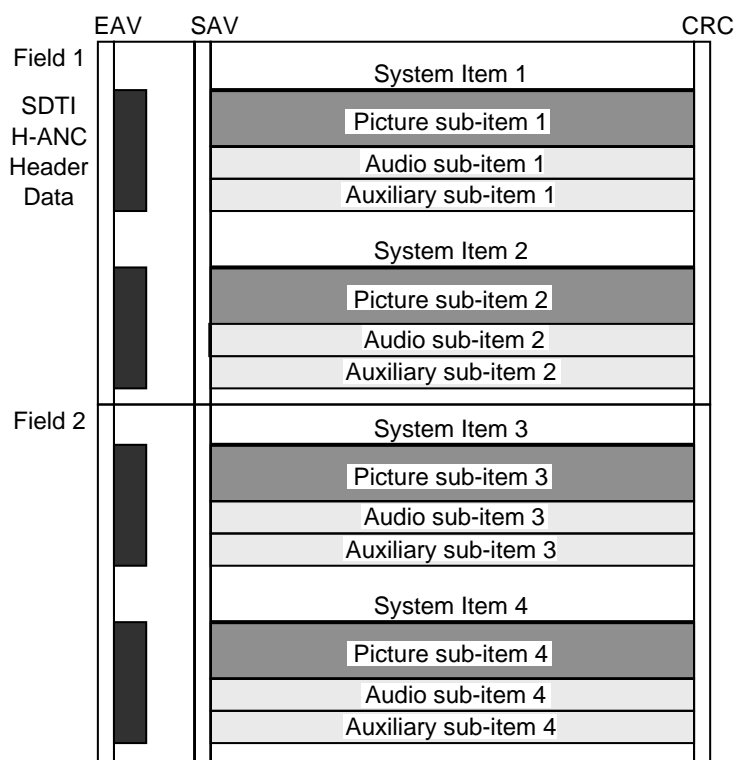 EAV SAV CRC
Field 1
System Item 1
SDTI
H-ANC
Header
Data
Picture sub-item 1
Audio sub-item 1
Auxiliary sub-item 1
System Item 2
Picture sub-item 2
Audio sub-item 2
Auxiliary sub-item 2
Field 2
System Item 3
Picture sub-item 3
Audio sub-item 3
Auxiliary sub-item 3
System Item 4
Picture sub-item 4
Audio sub-item 4
Auxiliary sub-item 4